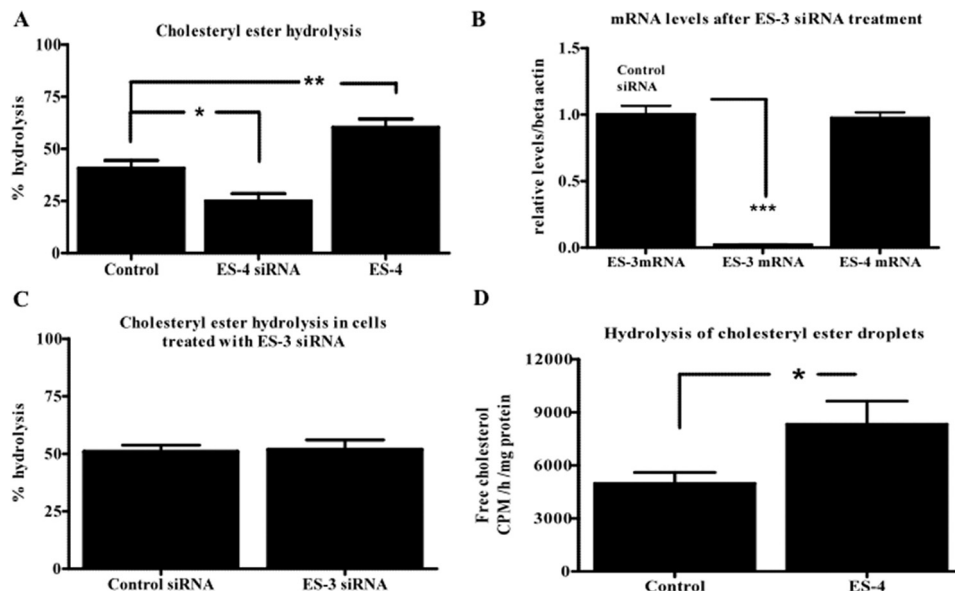 A
Cholesteryl ester hydrolysis
100
75
50
25
0
% hydrolysis
**
*
Control
ES-4 siRNA
ES-4
B
mRNA levels after ES-3 siRNA treatment
1.5
1.0
0.5
0.0
relative levels/beta actin
Control
siRNA
***
ES-3mRNA
ES-3 mRNA
ES-4 mRNA
C
Cholesteryl ester hydrolysis in cells
treated with ES-3 siRNA
100
75
50
25
0
% hydrolysis
Control siRNA
ES-3 siRNA
D
Hydrolysis of cholesteryl ester droplets
12000
9000
6000
3000
0
Free cholesterol
CPM /h /mg protein
*
Control
ES-4